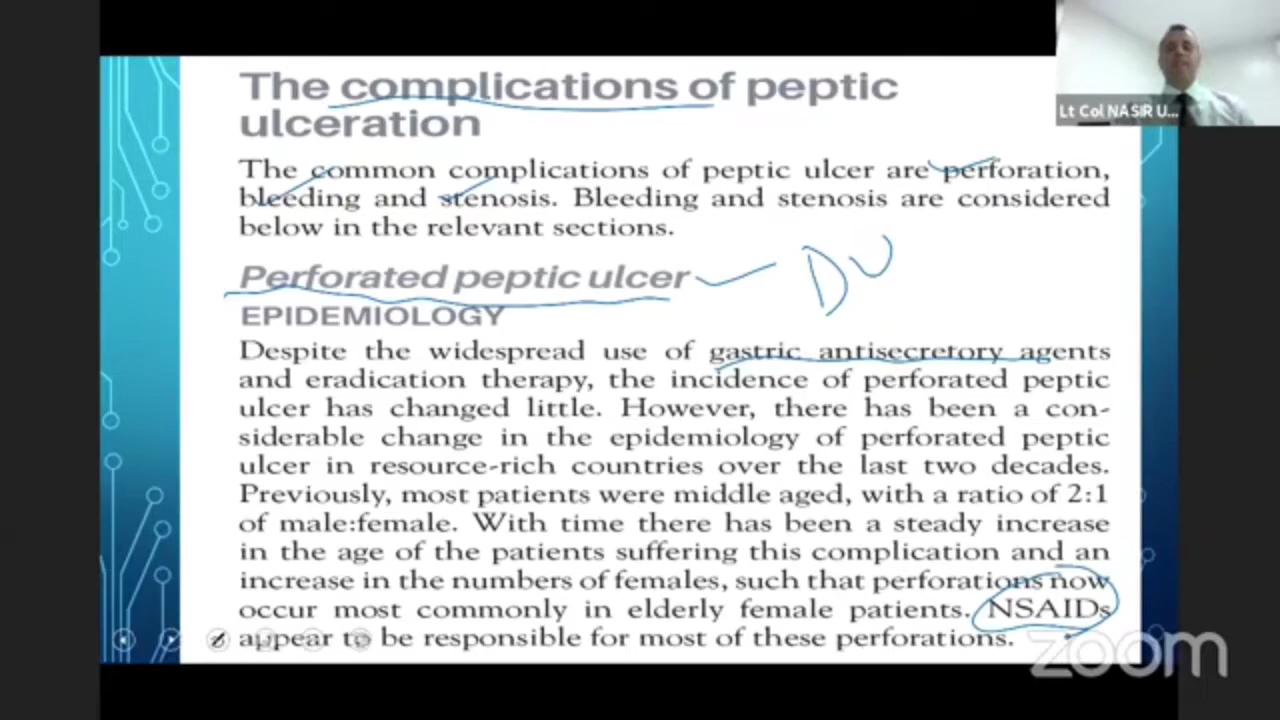 Lt Col NASIR U...
The complications of peptic
ulceration
The common complications of peptic ulcer are perforation,
bleeding and stenosis. Bleeding and stenosis are considered
below in the relevant sections.
Perforated peptic ulcer
DU
EPIDEMIOLOGY
Despite the widespread use of gastric antisecretory agents
and eradication therapy, the incidence of perforated peptic
ulcer has changed little. However, there has been a con-
siderable change in the epidemiology of perforated peptic
ulcer in resource-rich countries over the last two decades.
Previously, most patients were middle aged, with a ratio of 2:1
of male:female. With time there has been a steady increase
in the age of the patients suffering this complication and an
increase in the numbers of females, such that perforations now
occur most commonly in elderly female patients. NSAIDs
appear to be responsible for most of these perforations.
zoom